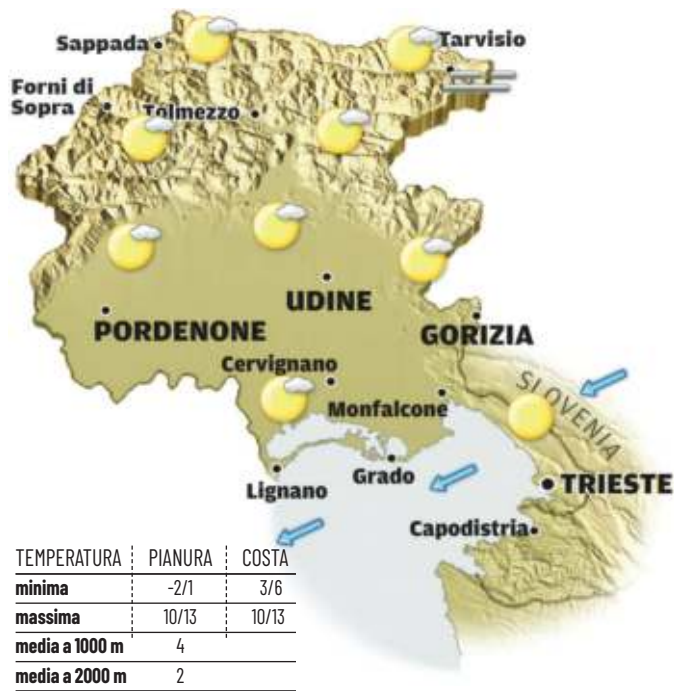 Sappada
Tarvisio
Forni di
Sopra
Tolmezzo
UDINE
PORDENONE
GORIZIA
Cervignano
SLOVENIA
Monfalcone
Grado
Lignano
TRIESTE
Capodistria
TEMPERATURA PIANURA COSTA
minima -2/1 3/6
massima 10/13 10/13
media a 1000 m 4
media a 2000 m 2